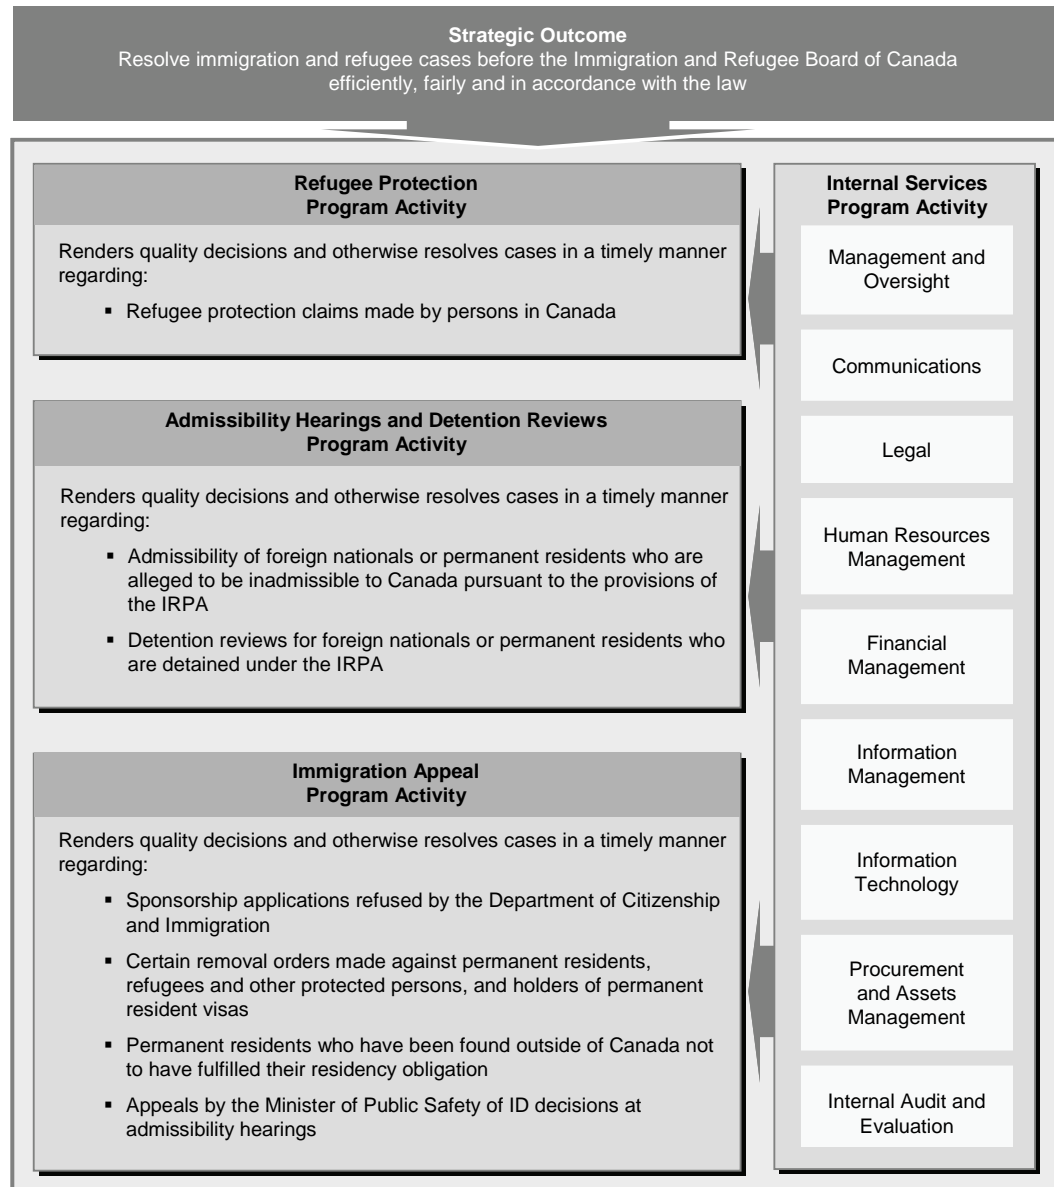 Strategic Outcome
Resolve immigration and refugee cases before the Immigration and Refugee Board of Canada
efficiently, fairly and in accordance with the law
Refugee Protection
Program Activity
Renders quality decisions and otherwise resolves cases in a timely manner
regarding:
▪ Refugee protection claims made by persons in Canada
Admissibility Hearings and Detention Reviews
Program Activity
Renders quality decisions and otherwise resolves cases in a timely manner
regarding:
▪ Admissibility of foreign nationals or permanent residents who are
alleged to be inadmissible to Canada pursuant to the provisions of
the IRPA
▪ Detention reviews for foreign nationals or permanent residents who
are detained under the IRPA
Immigration Appeal
Program Activity
Renders quality decisions and otherwise resolves cases in a timely manner
regarding:
▪ Sponsorship applications refused by the Department of Citizenship
and Immigration
▪ Certain removal orders made against permanent residents,
refugees and other protected persons, and holders of permanent
resident visas
▪ Permanent residents who have been found outside of Canada not
to have fulfilled their residency obligation
▪ Appeals by the Minister of Public Safety of ID decisions at
admissibility hearings
Internal Services
Program Activity
Management and
Oversight
Communications
Legal
Human Resources
Management
Financial
Management
Information
Management
Information
Technology
Procurement
and Assets
Management
Internal Audit and
Evaluation